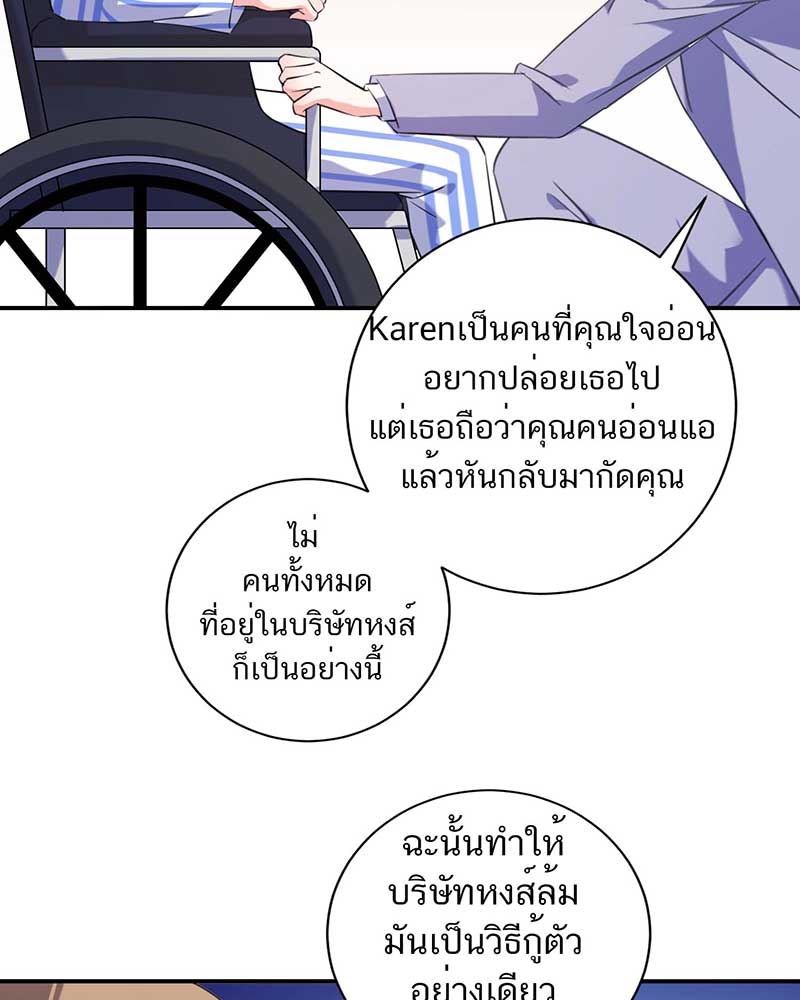 Karenเป็นคนที่คุณใจอ่อน
อยากปล่อยเธอไป
แต่เธอถือว่าคุณคนอ่อนแอ
แล้วหันกลับมากัดคุณ
ไม่
คนทั้งหมด
ที่อยู่ในบริษัทหงส์
ก็เป็นอย่างนี้
ฉะนั้นทำให้
บริษัทหงส์ล้ม
มันเป็นวิธีกู้ตัว
อย่างเดียว